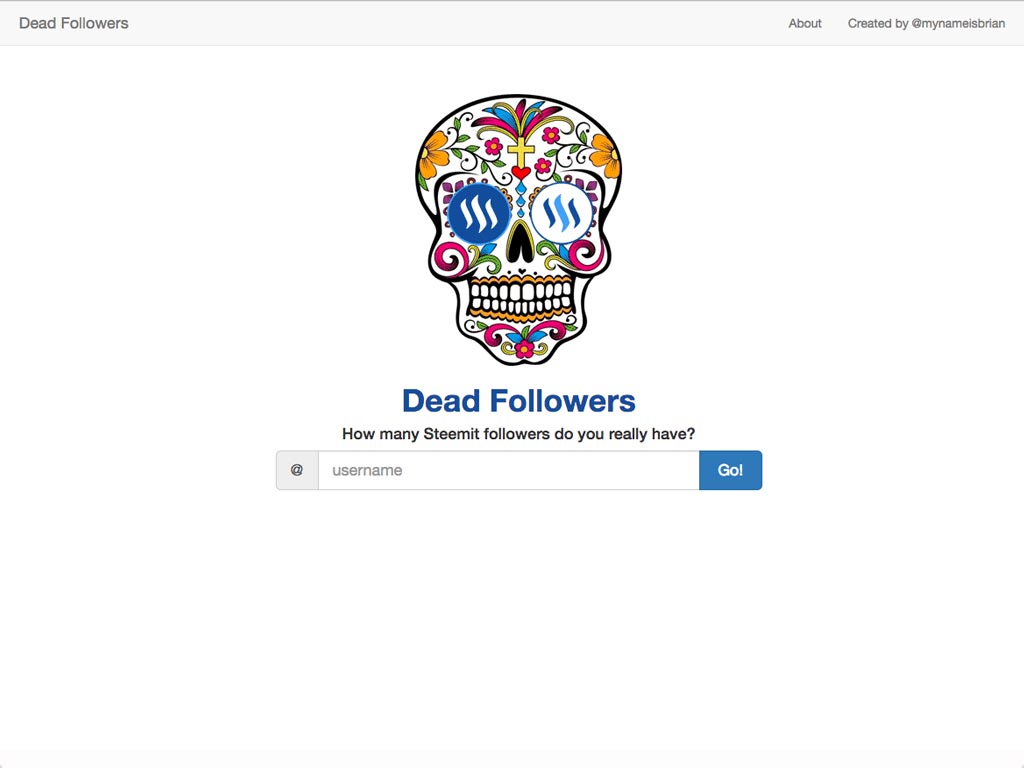 Dead Followers
About
Created by @mynameisbrian
Dead Followers
How many Steemit followers do you really have?
@ username Go!